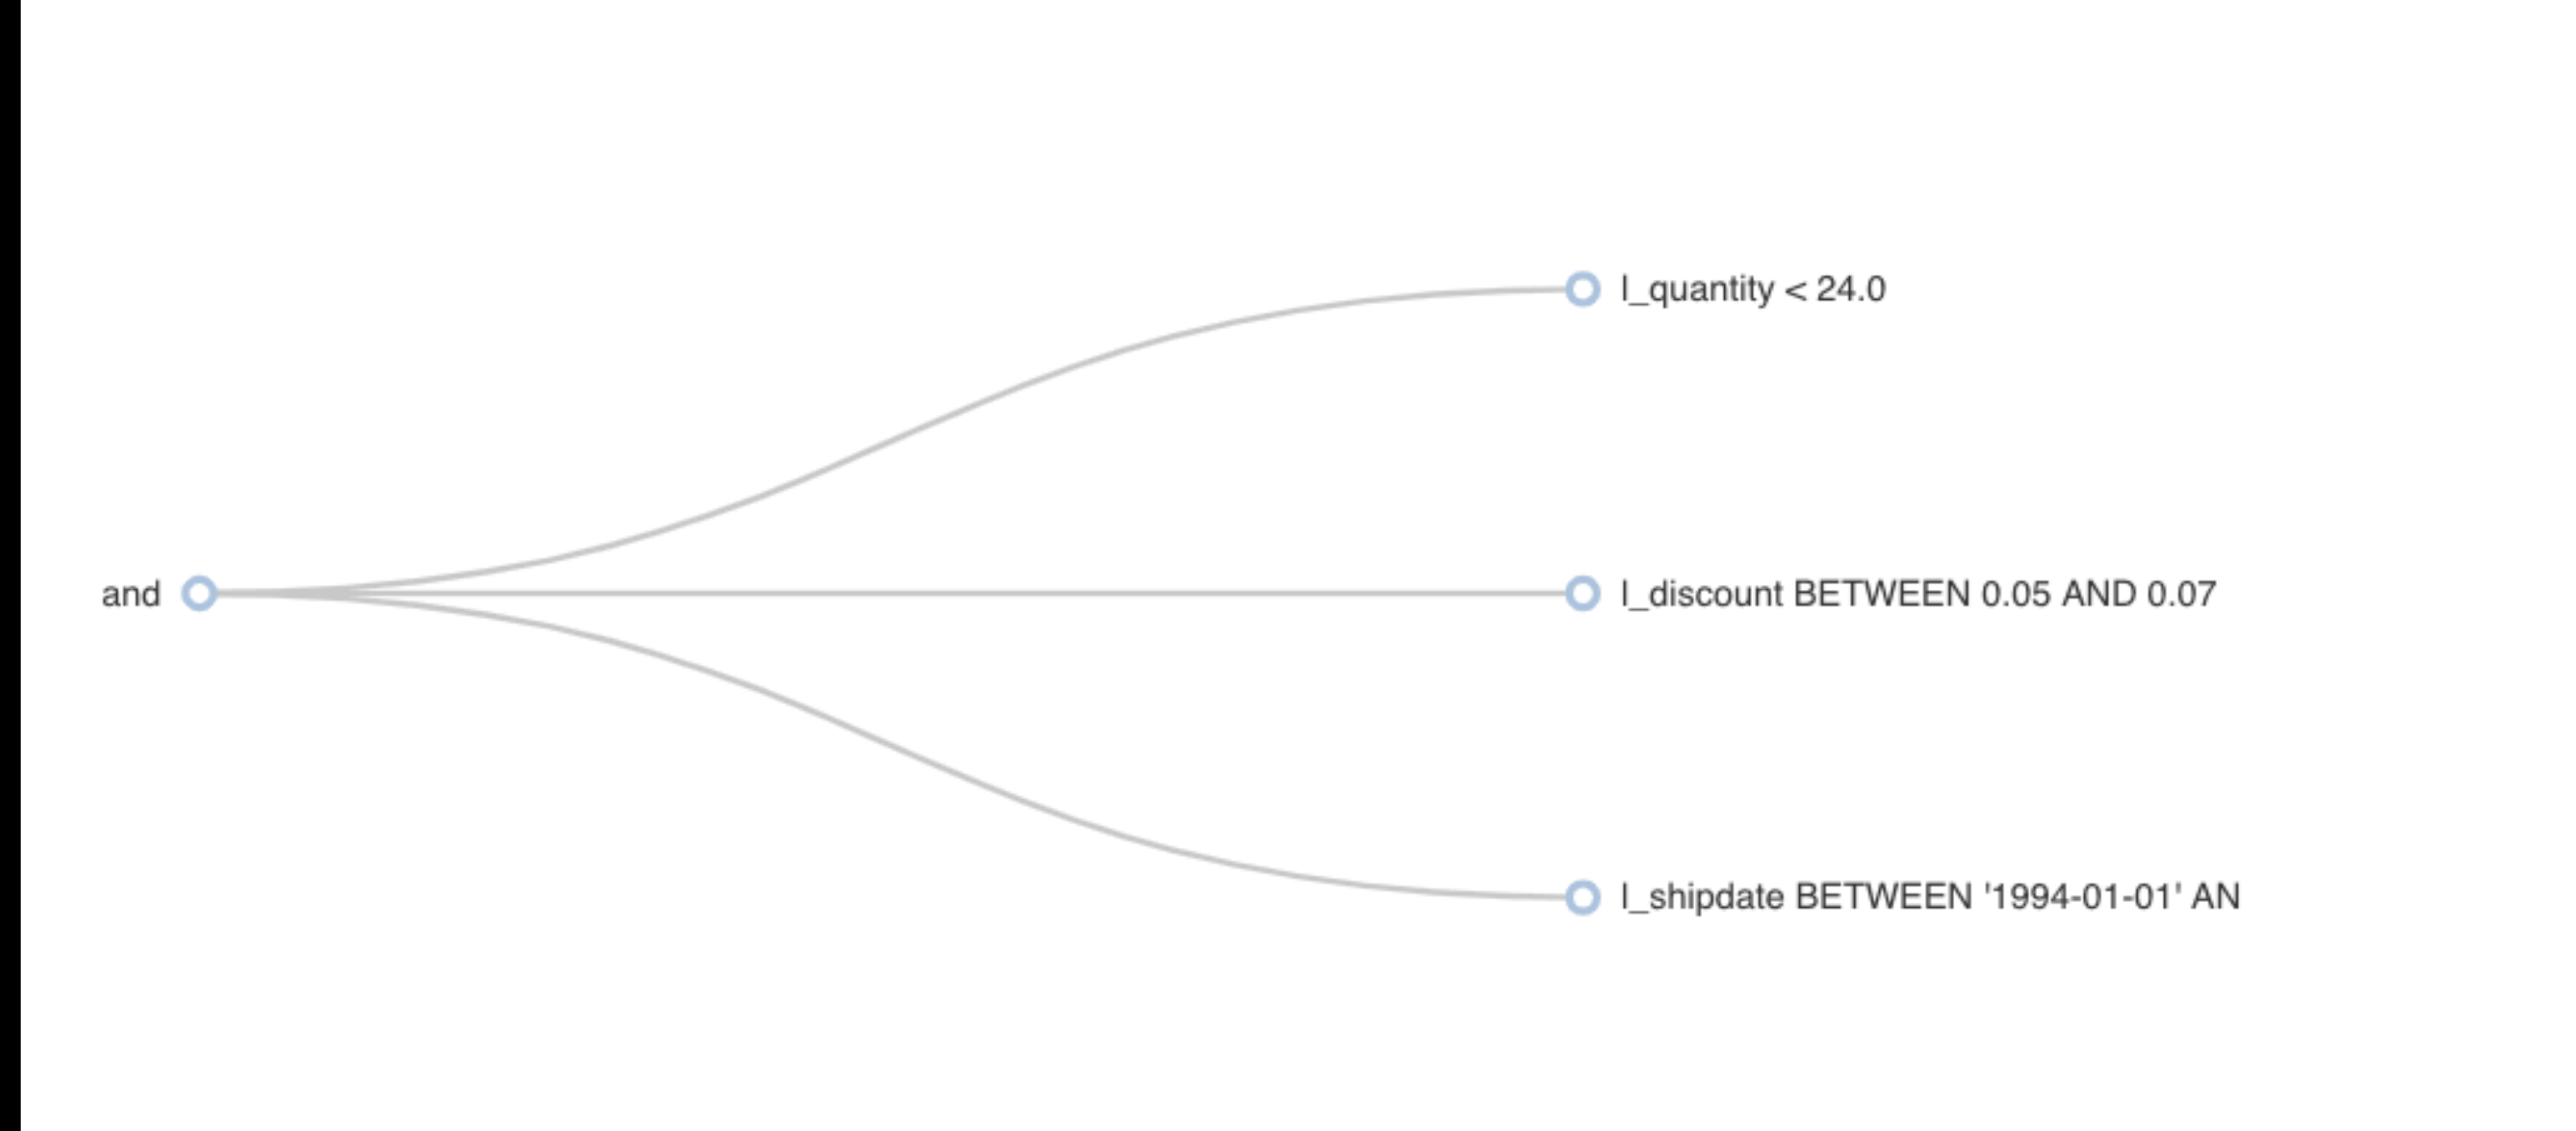 l_quantity < 24.0
and
l_discount BETWEEN 0.05 AND 0.07
l_shipdate BETWEEN '1994-01-01' AN